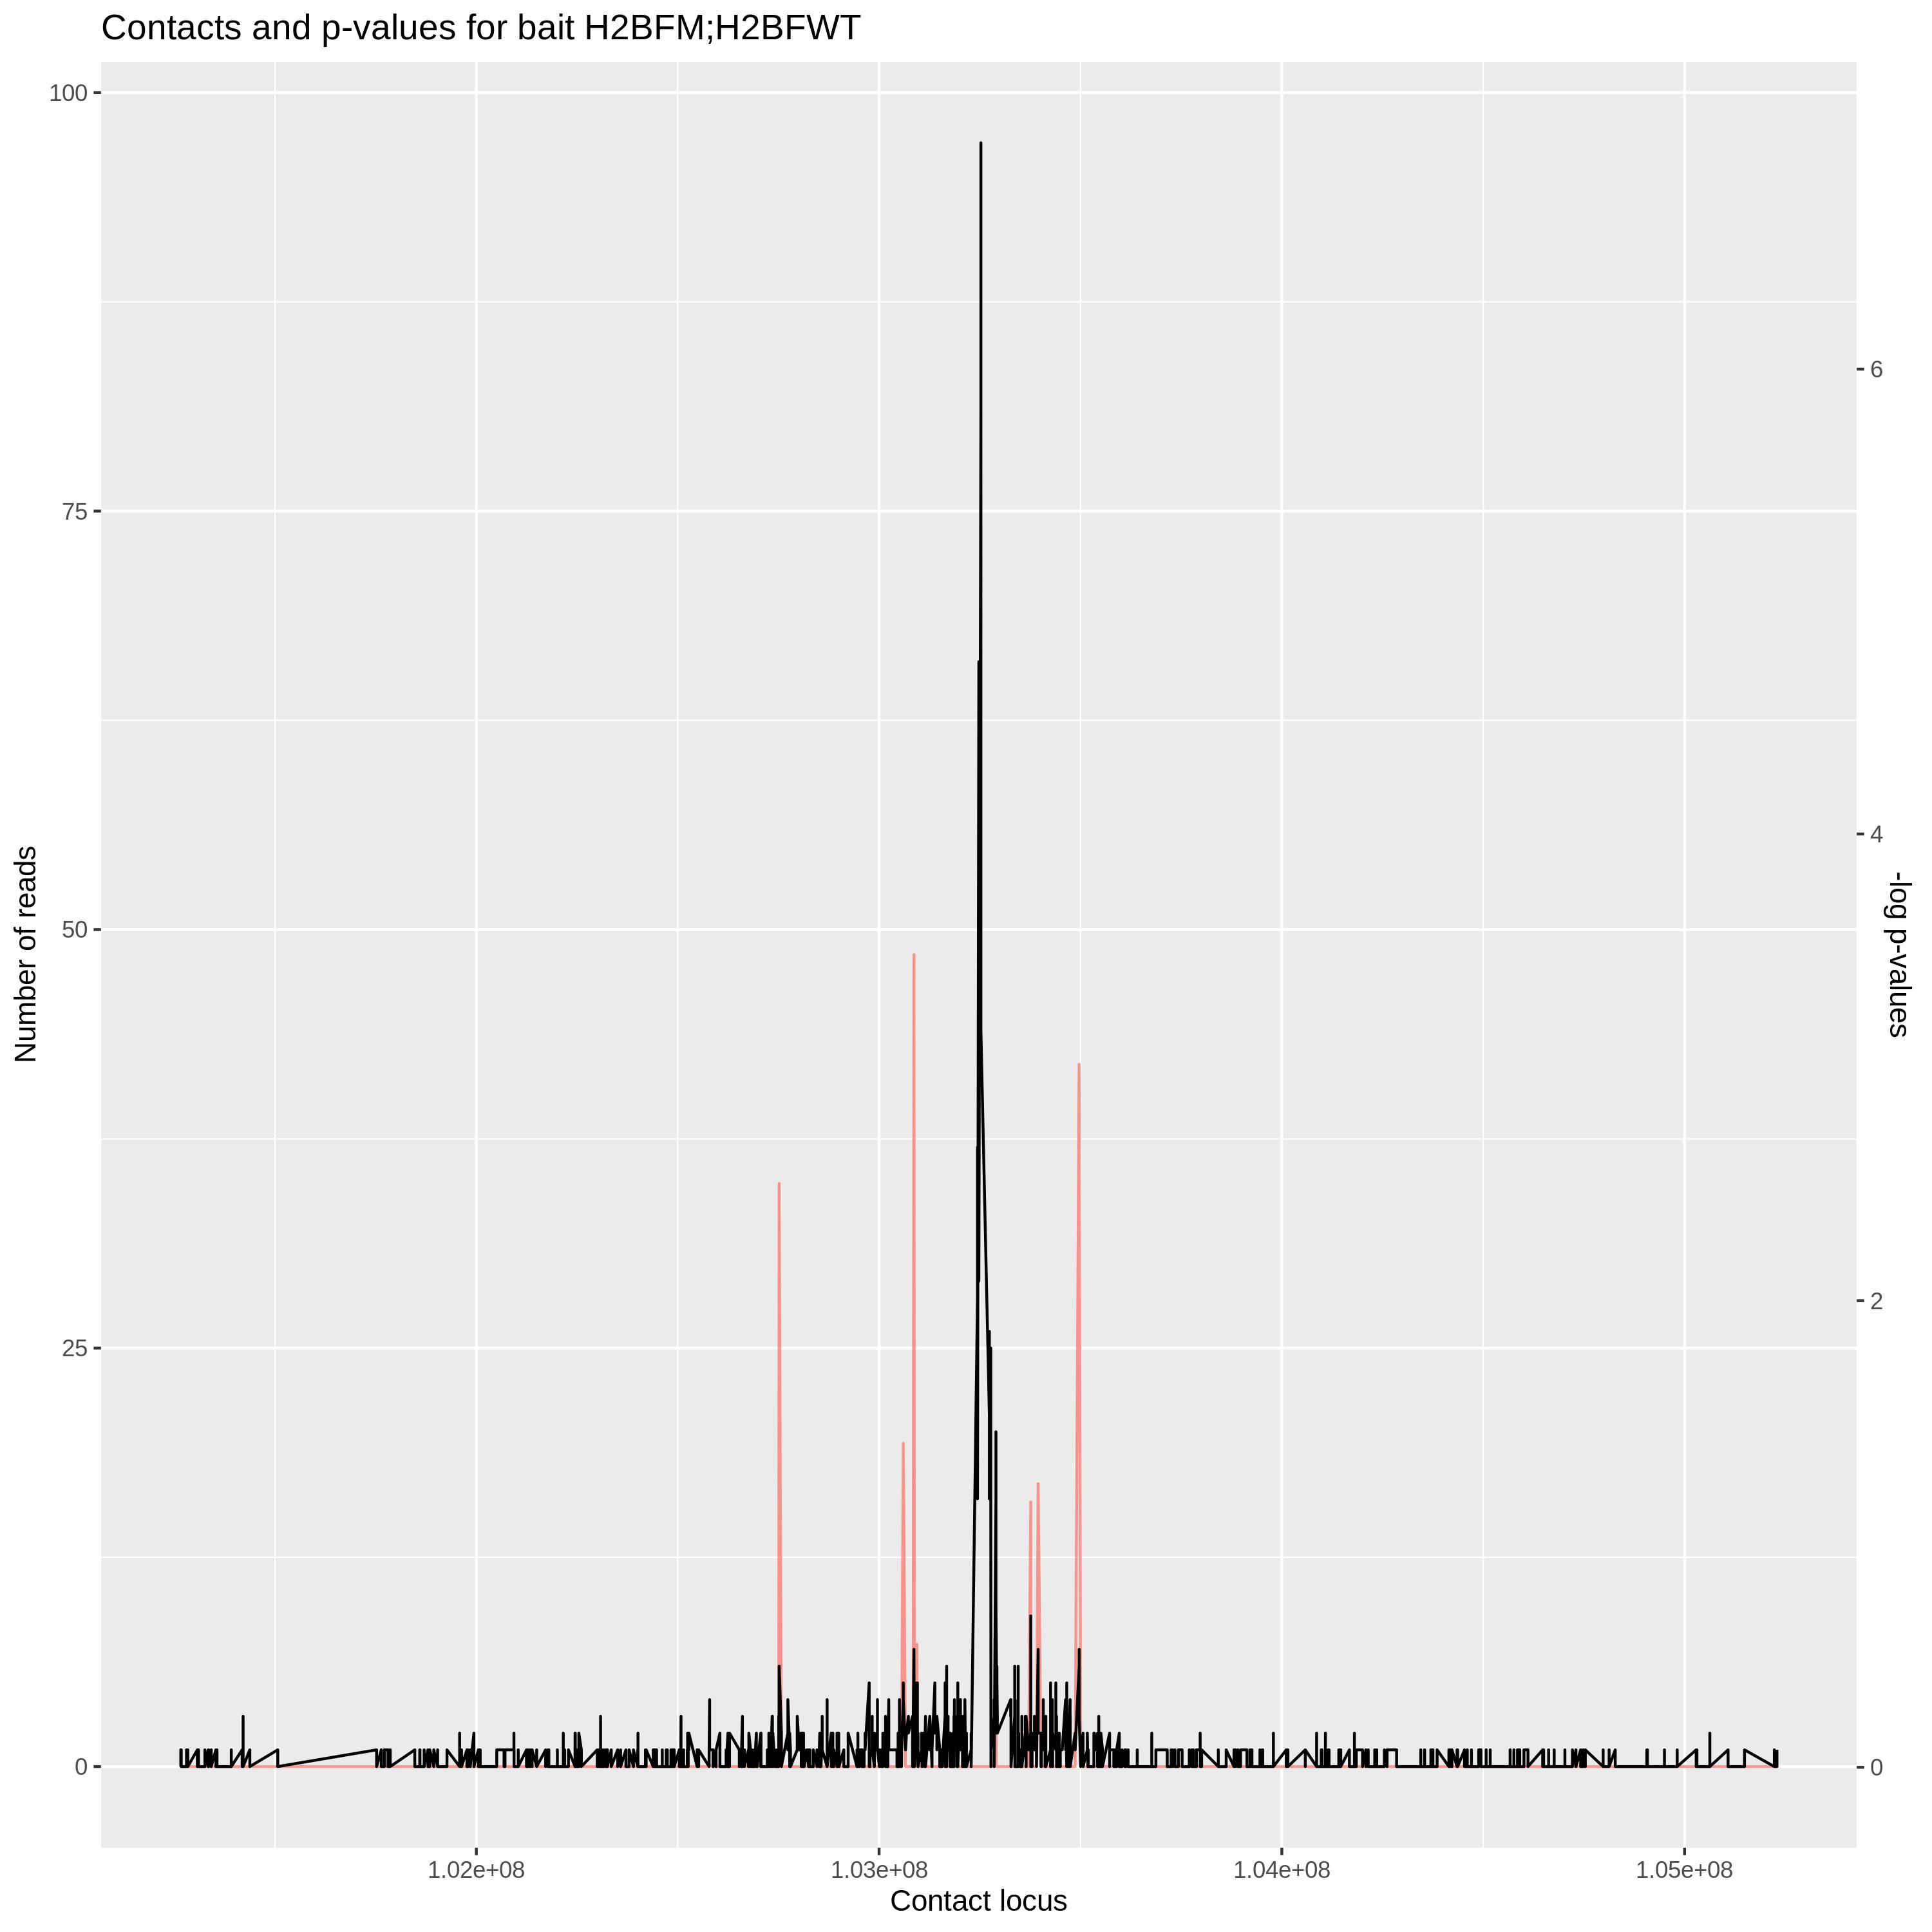 Contacts and p-values for bait H2BFM;H2BFWT
100
75
50
25
0
Number of reads
6
4
2
0
-log p-values
1.02e+08
1.03e+08
1.04e+08
1.05e+08
Contact locus